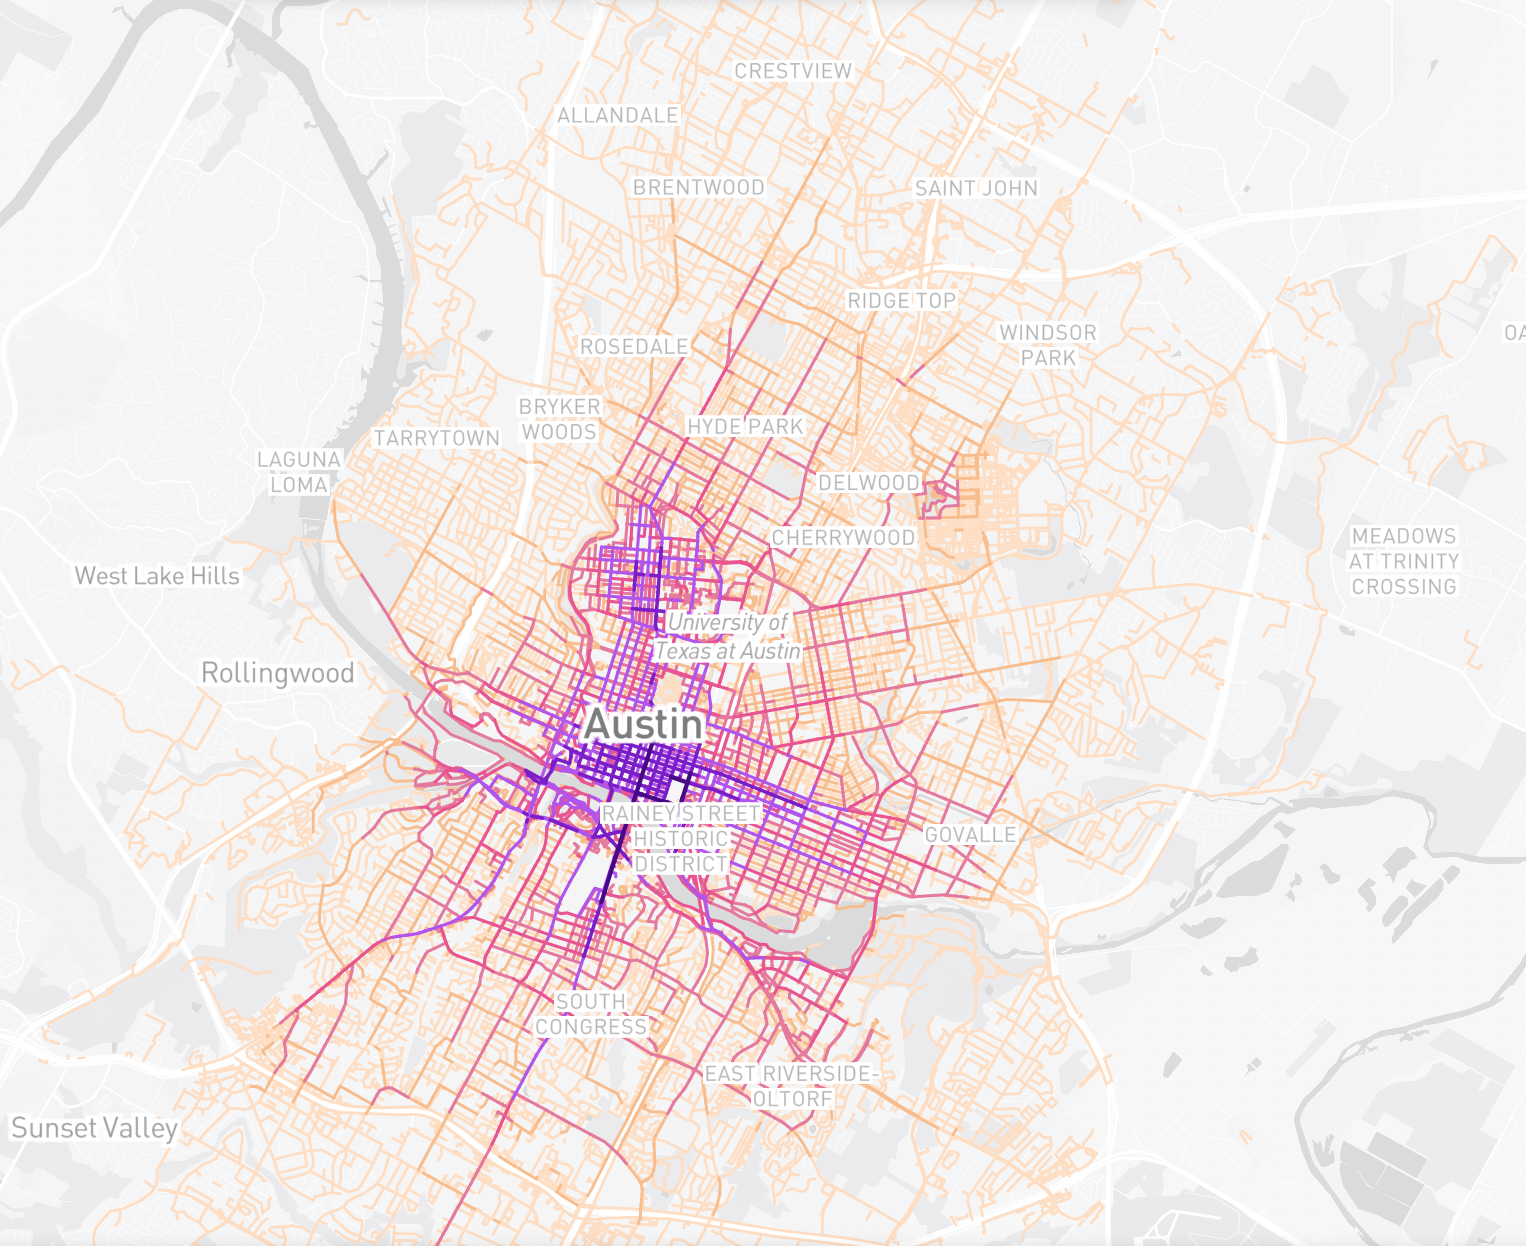 CRESTVIEW
ALLANDALE
BRENTWOOD
SAINT JOHN
RIDGE TOP
WINDSOR
PARK
OA
ROSEDALE
BRYKER
WOODS
HYDE PARK
TARRYTOWN
LAGUNA
LOMA
DELWOOD
CHERRYWOOD
MEADOWS
AT TRINITY
CROSSING
West Lake Hills
University of
Texas at Austin
Rollingwood
Austin
RAINEY STREET
HISTORIC
DISTRICT
GOVALLE
SOUTH
CONGRESS
EAST RIVERSIDE-
OLTORF
Sunset Valley